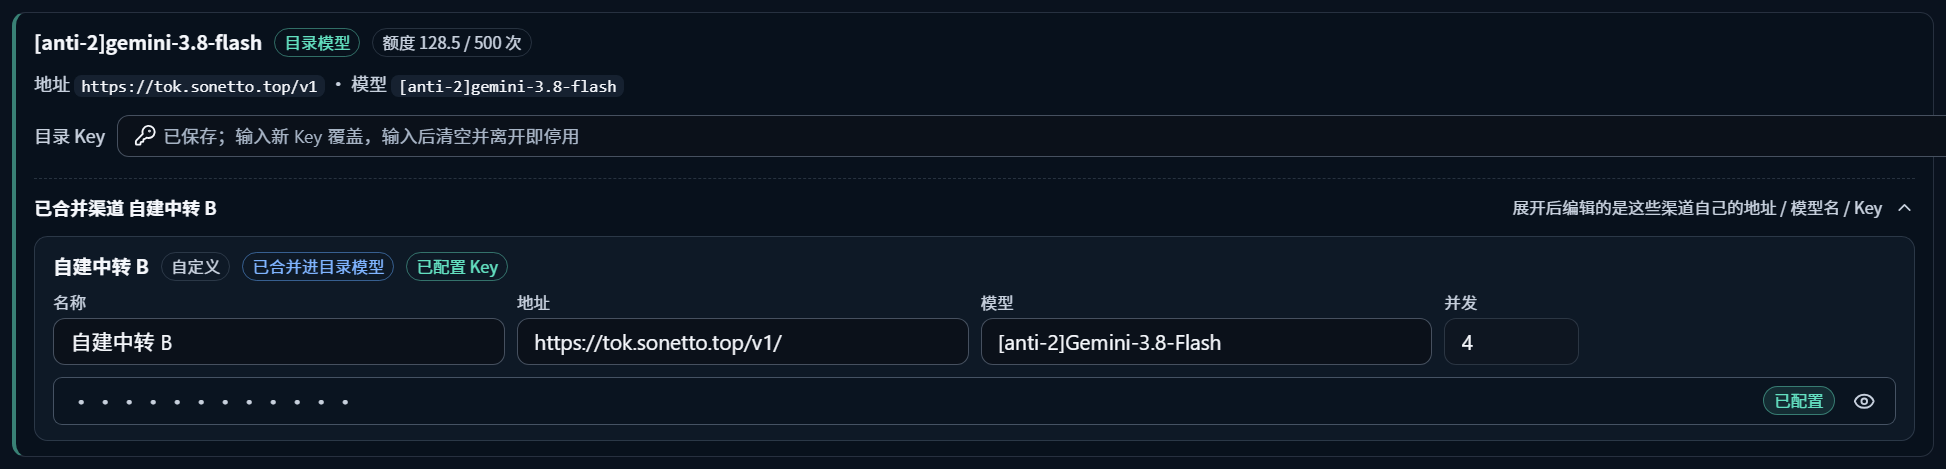 [anti-2]gemini-3.8-flash 目录模型 额度 128.5 / 500 次
地址 https://tok.sonetto.top/v1 · 模型 [anti-2]gemini-3.8-flash
目录 Key 已保存；输入新 Key 覆盖，输入后清空并离开即停用
已合并渠道 自建中转 B 展开后编辑的是这些渠道自己的地址 / 模型名 / Key
自建中转 B 自定义 已合并进目录模型 已配置 Key
名称 地址 模型 并发
自建中转 B https://tok.sonetto.top/v1/ [anti-2]Gemini-3.8-Flash 4
已配置